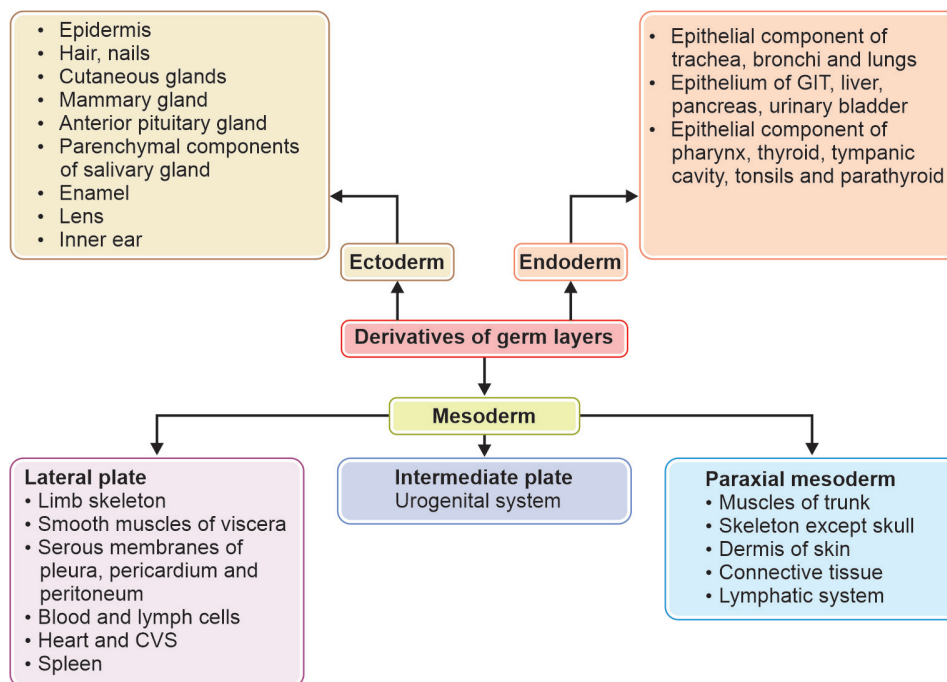 • Epidermis
• Hair, nails
• Cutaneous glands
• Mammary gland
• Anterior pituitary gland
• Parenchymal components
of salivary gland
• Enamel
• Lens
• Inner ear
• Epithelial component of
trachea, bronchi and lungs
• Epithelium of GIT, liver,
pancreas, urinary bladder
• Epithelial component of
pharynx, thyroid, tympanic
cavity, tonsils and parathyroid
Ectoderm
Endoderm
Derivatives of germ layers
Mesoderm
Lateral plate
• Limb skeleton
• Smooth muscles of viscera
• Serous membranes of
pleura, pericardium and
peritoneum
• Blood and lymph cells
• Heart and CVS
• Spleen
Intermediate plate
Urogenital system
Paraxial mesoderm
• Muscles of trunk
• Skeleton except skull
• Dermis of skin
• Connective tissue
• Lymphatic system